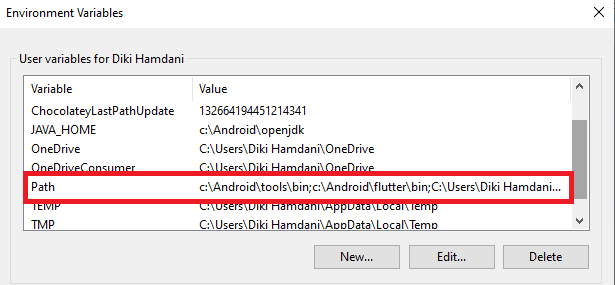 Environment Variables
User variables for Diki Hamdani
Variable Value
ChocolateyLastPathUpdate 132664194451214341
JAVA_HOME c:\Android\openjdk
OneDrive C:\Users\Diki Hamdani\OneDrive
OneDriveConsumer C:\Users\Diki Hamdani\OneDrive
Path c:\Android\tools\bin;c:\Android\flutter\bin;C:\Users\Diki Hamdani...
TEMP C:\Users\Diki Hamdani\AppData\Local\Temp
TMP C:\Users\Diki Hamdani\AppData\Local\Temp
New... Edit... Delete